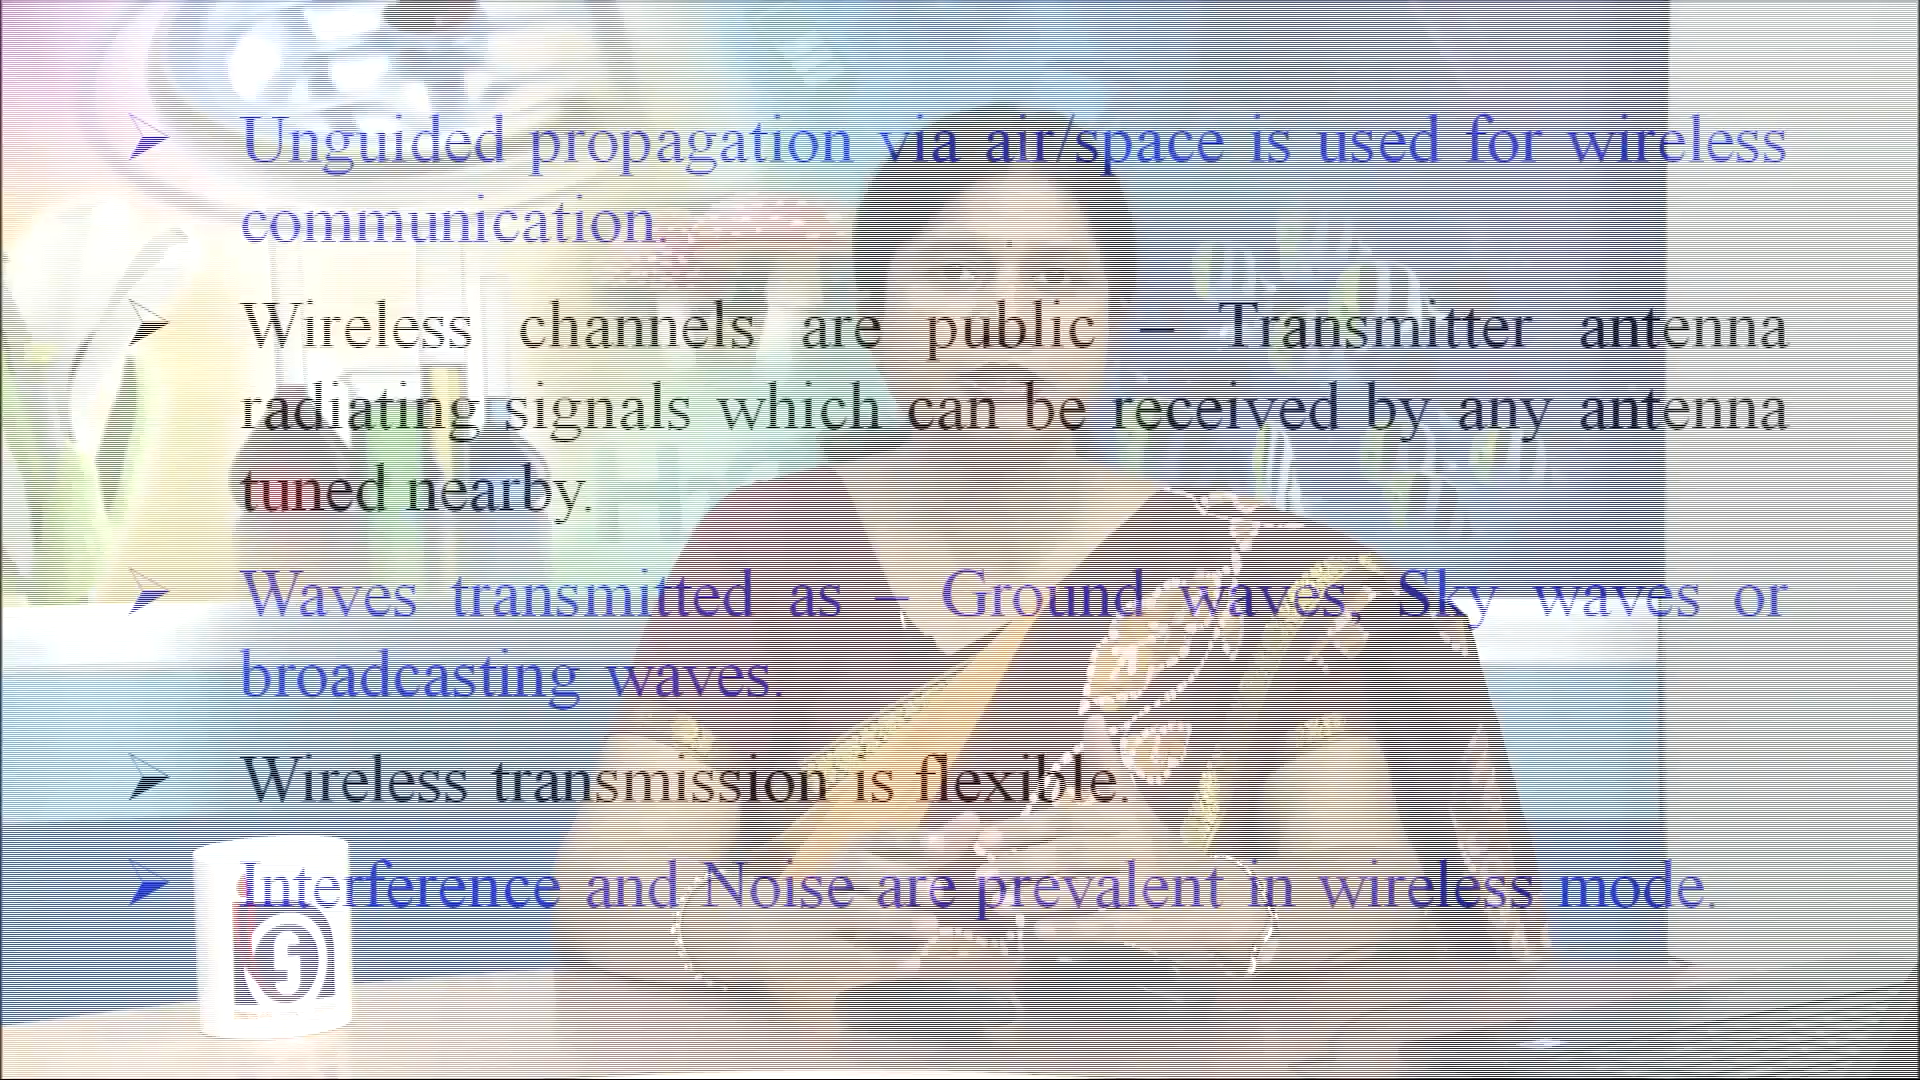 Unguided propagation via air/space is used for wireless
communication.
Wireless channels are public – Transmitter antenna
radiating signals which can be received by any antenna
tuned nearby.
Waves transmitted as – Ground waves, Sky waves or
broadcasting waves.
Wireless transmission is flexible.
Interference and Noise are prevalent in wireless mode.